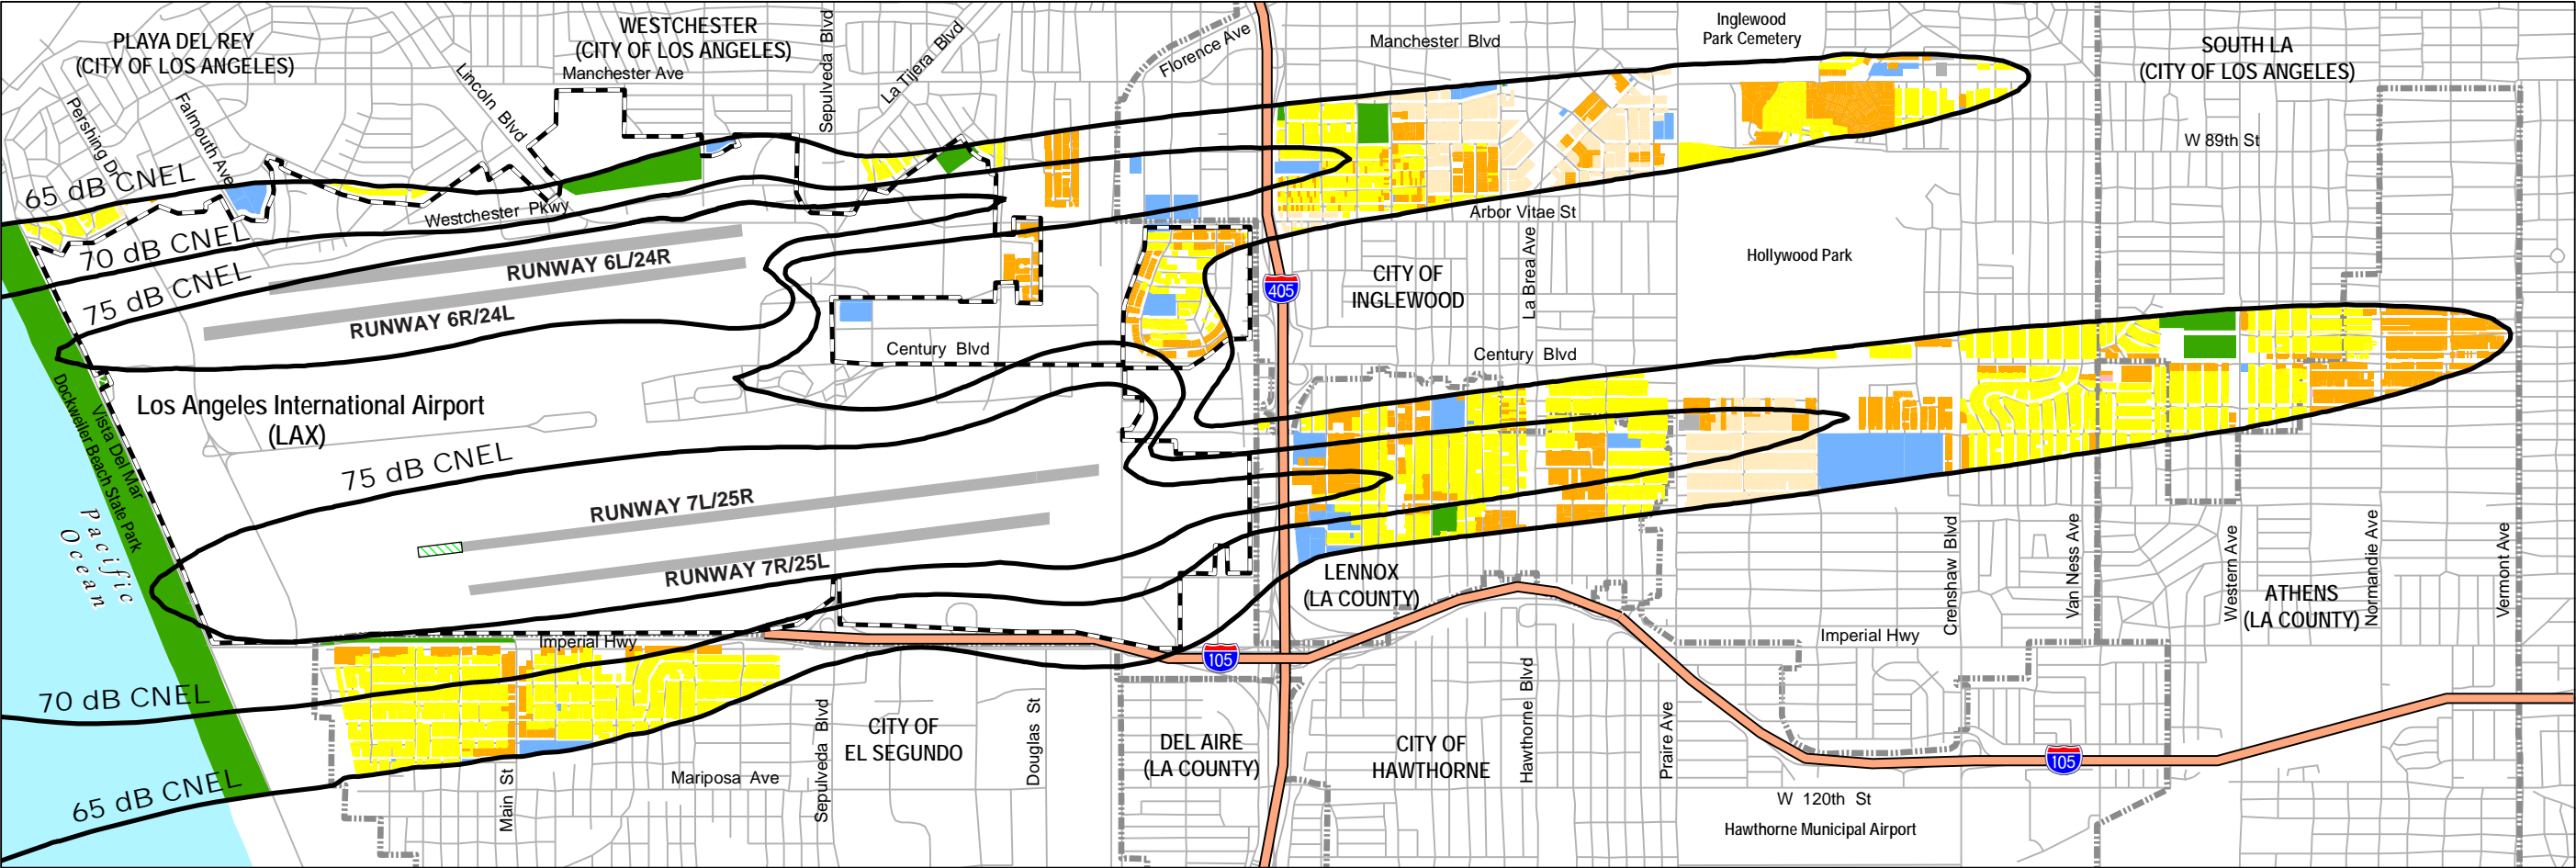 PLAYA DEL REY
(CITY OF LOS ANGELES)
WESTCHESTER
(CITY OF LOS ANGELES)
Manchester Ave
Sepulveda Blvd
La Tijera Blvd
Florence Ave
Manchester Blvd
Inglewood
Park Cemetery
SOUTH LA
(CITY OF LOS ANGELES)
W 89th St
Pershing Dr
Falmouth Ave
Lincoln Blvd
65 dB CNEL
70 dB CNEL
75 dB CNEL
Westchester Pkwy
RUNWAY 6L/24R
RUNWAY 6R/24L
Arbor Vitae St
La Brea Ave
Hollywood Park
CITY OF
INGLEWOOD
405
Century Blvd
Century Blvd
Los Angeles International Airport
(LAX)
Vista Del Mar
Dockweiler Beach State Park
Pacific
Ocean
75 dB CNEL
RUNWAY 7L/25R
RUNWAY 7R/25L
LENNOX
(LA COUNTY)
Crenshaw Blvd
Van Ness Ave
Western Ave
Normandie Ave
Vermont Ave
ATHENS
(LA COUNTY)
Imperial Hwy
Imperial Hwy
105
70 dB CNEL
65 dB CNEL
Main St
Mariposa Ave
Sepulveda Blvd
CITY OF
EL SEGUNDO
Douglas St
DEL AIRE
(LA COUNTY)
CITY OF
HAWTHORNE
Hawthorne Blvd
Prairie Ave
105
W 120th St
Hawthorne Municipal Airport